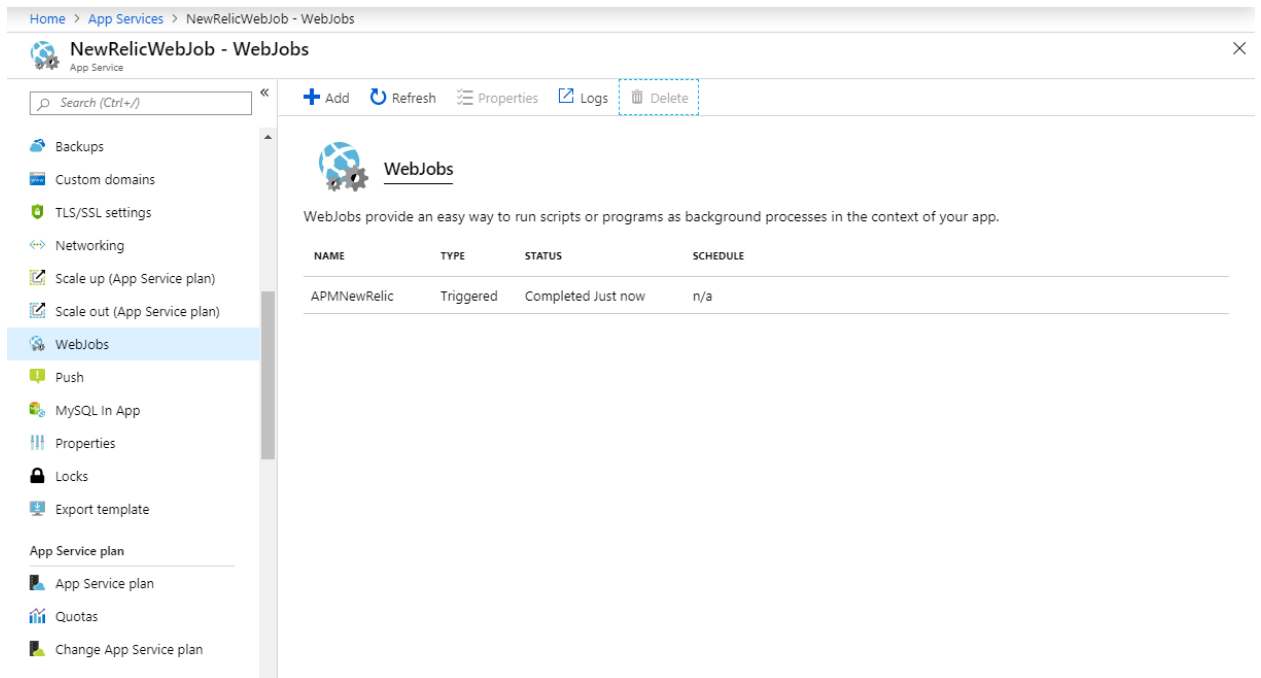 Home > App Services > NewRelicWebJob - WebJobs
NewRelicWebJob - WebJobs
App Service
Search (Ctrl+/)
Backups
Custom domains
TLS/SSL settings
Networking
Scale up (App Service plan)
Scale out (App Service plan)
WebJobs
Push
MySQL In App
Properties
Locks
Export template
App Service plan
App Service plan
Quotas
Change App Service plan
Add Refresh Properties Logs Delete
WebJobs
WebJobs provide an easy way to run scripts or programs as background processes in the context of your app.
NAME TYPE STATUS SCHEDULE
APMNewRelic Triggered Completed Just now n/a